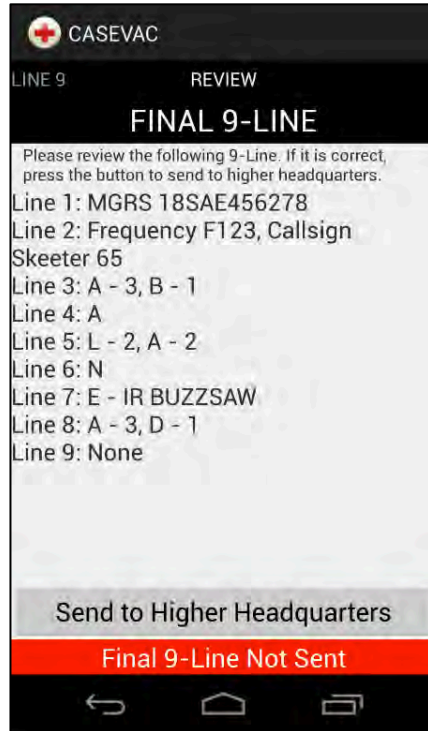 CASEVAC
LINE 9 REVIEW
FINAL 9-LINE
Please review the following 9-Line. If it is correct,
press the button to send to higher headquarters.
Line 1: MGRS 18SAE456278
Line 2: Frequency F123, Callsign
Skeeter 65
Line 3: A - 3, B - 1
Line 4: A
Line 5: L - 2, A - 2
Line 6: N
Line 7: E - IR BUZZSAW
Line 8: A - 3, D - 1
Line 9: None
Send to Higher Headquarters
Final 9-Line Not Sent